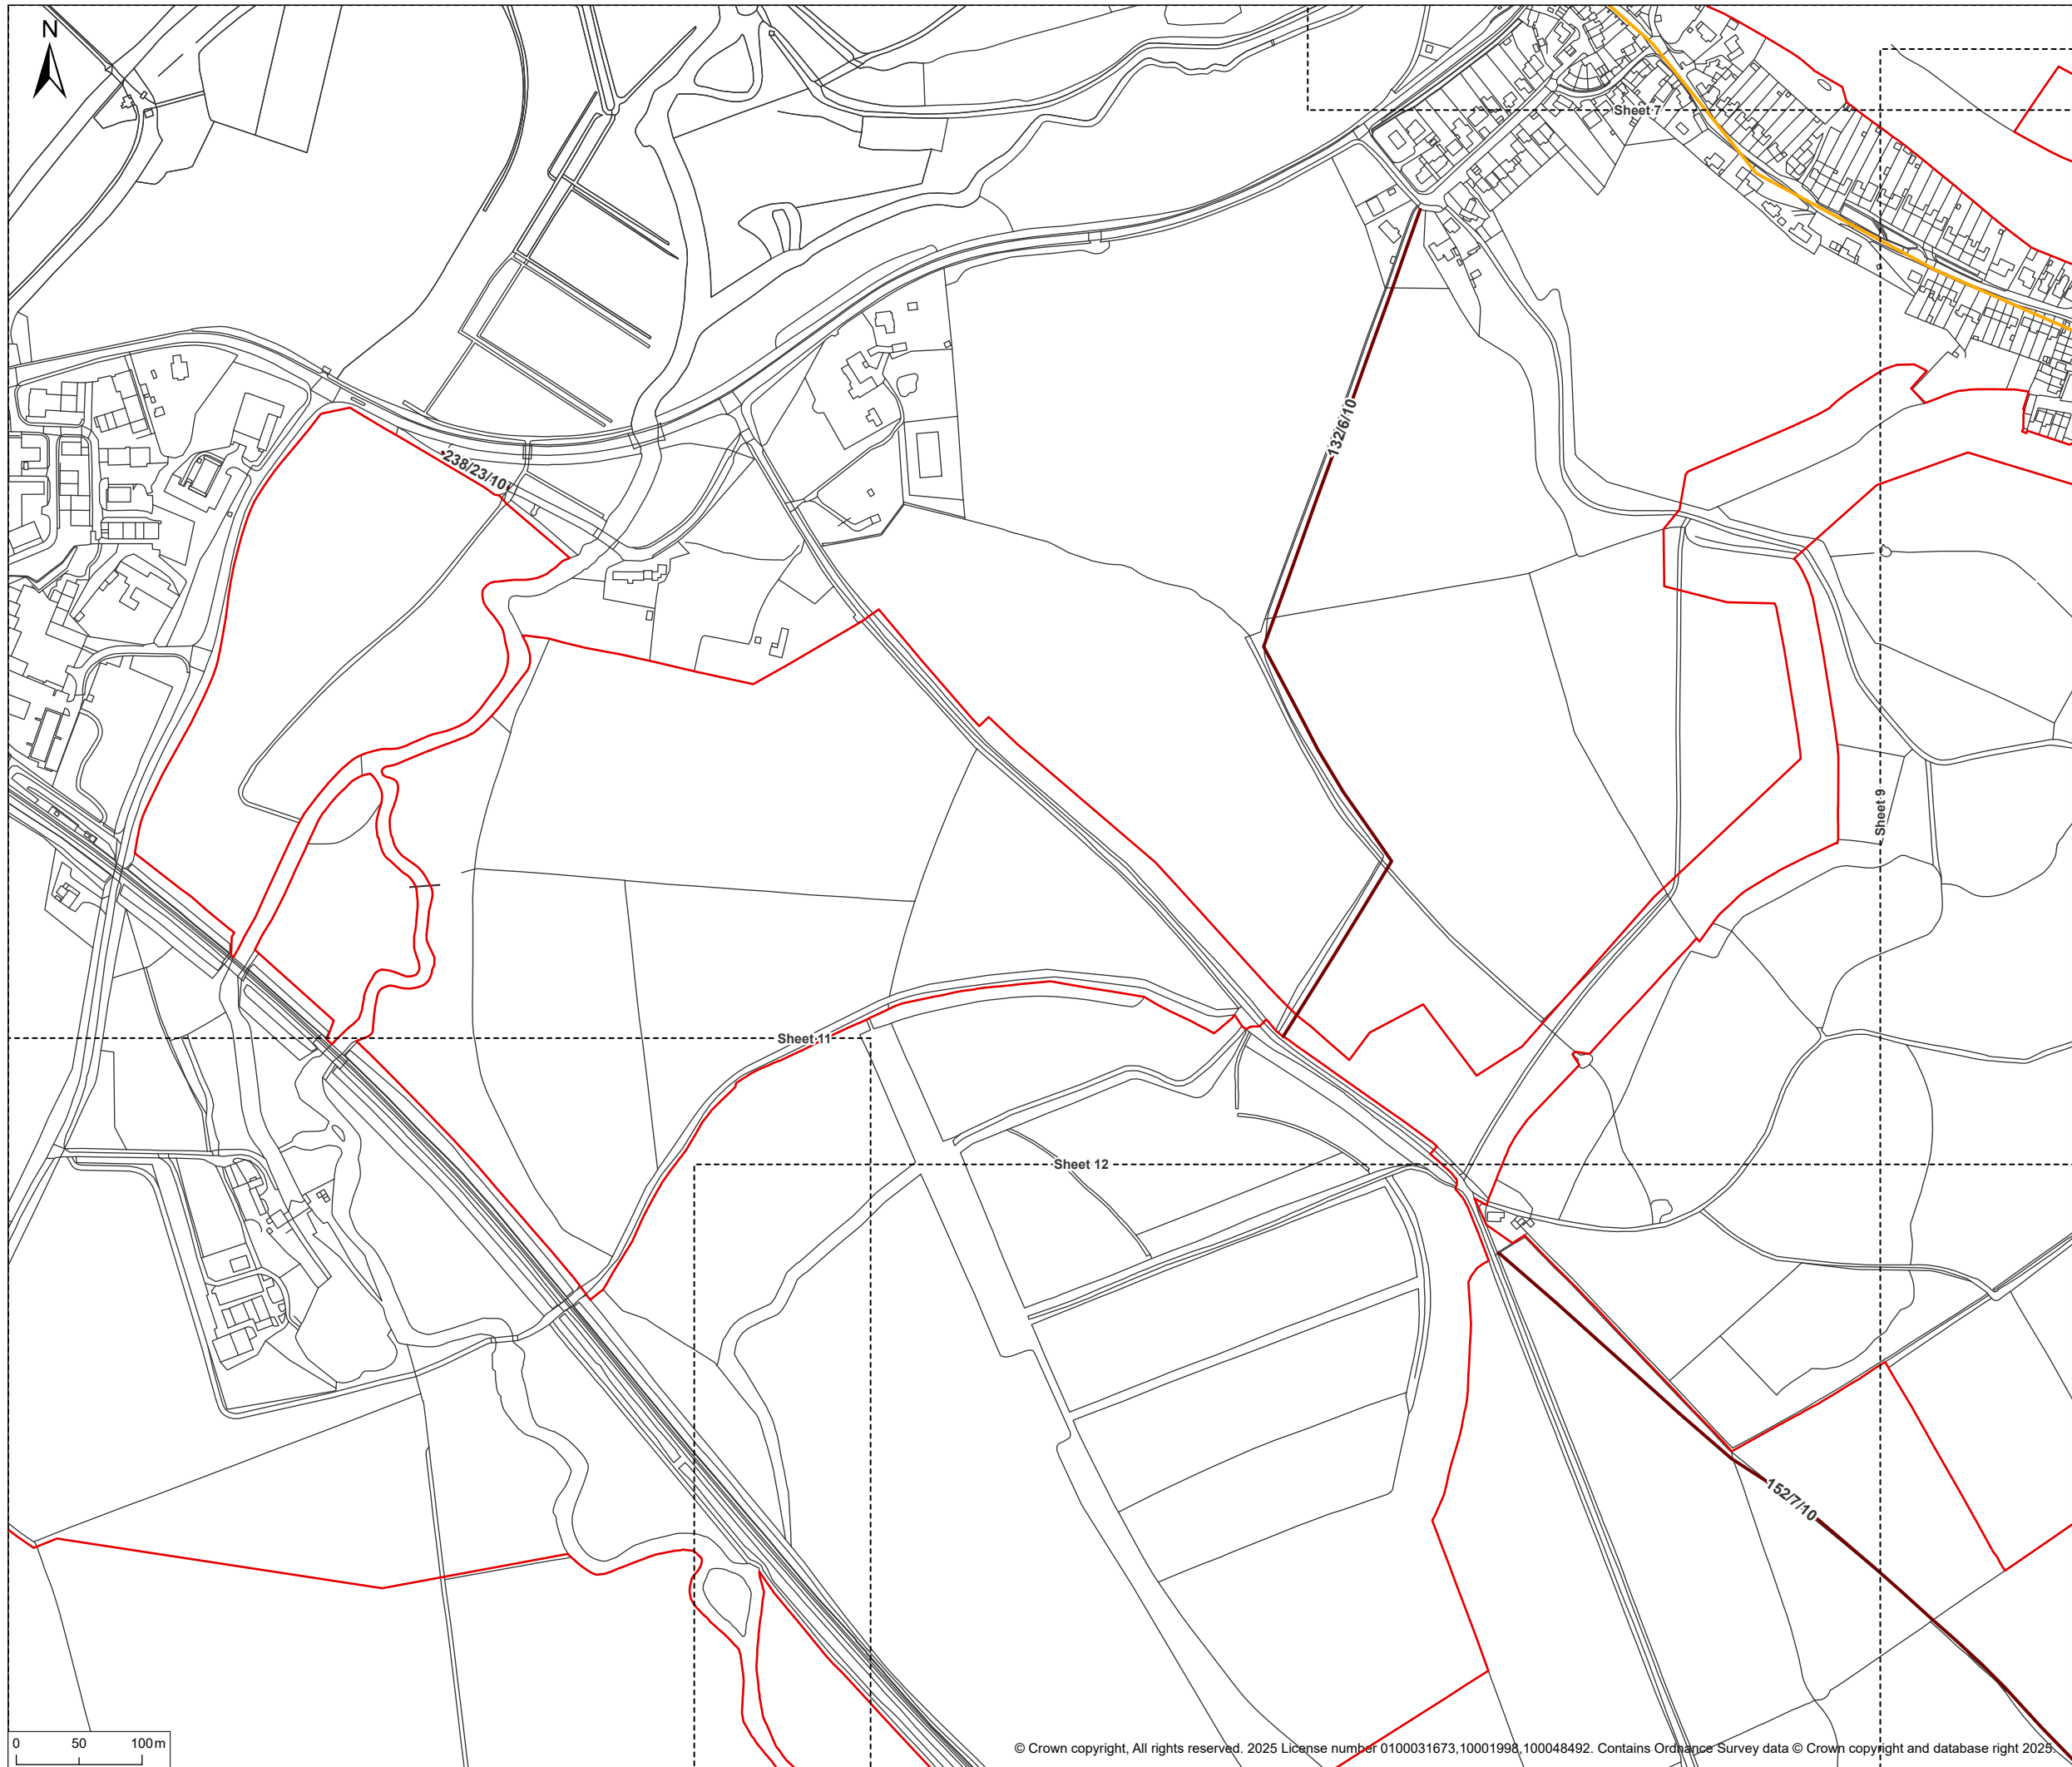 N
Sheet 7
132/6/10
238/23/10
Sheet 9
Sheet 11
Sheet 12
152/7/10
0 50 100 m
© Crown copyright, All rights reserved. 2025 License number 0100031673,10001998,100048492. Contains Ordnance Survey data © Crown copyright and database right 2025.